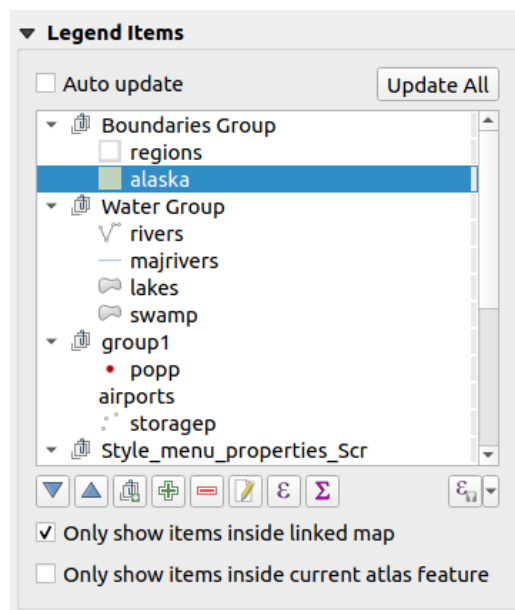 Legend Items
Auto update Update All
Boundaries Group
regions
alaska
Water Group
rivers
majrivers
lakes
swamp
group1
popp
airports
storagep
Style_menu_properties_Scr
ε Σ ε
Only show items inside linked map
Only show items inside current atlas feature